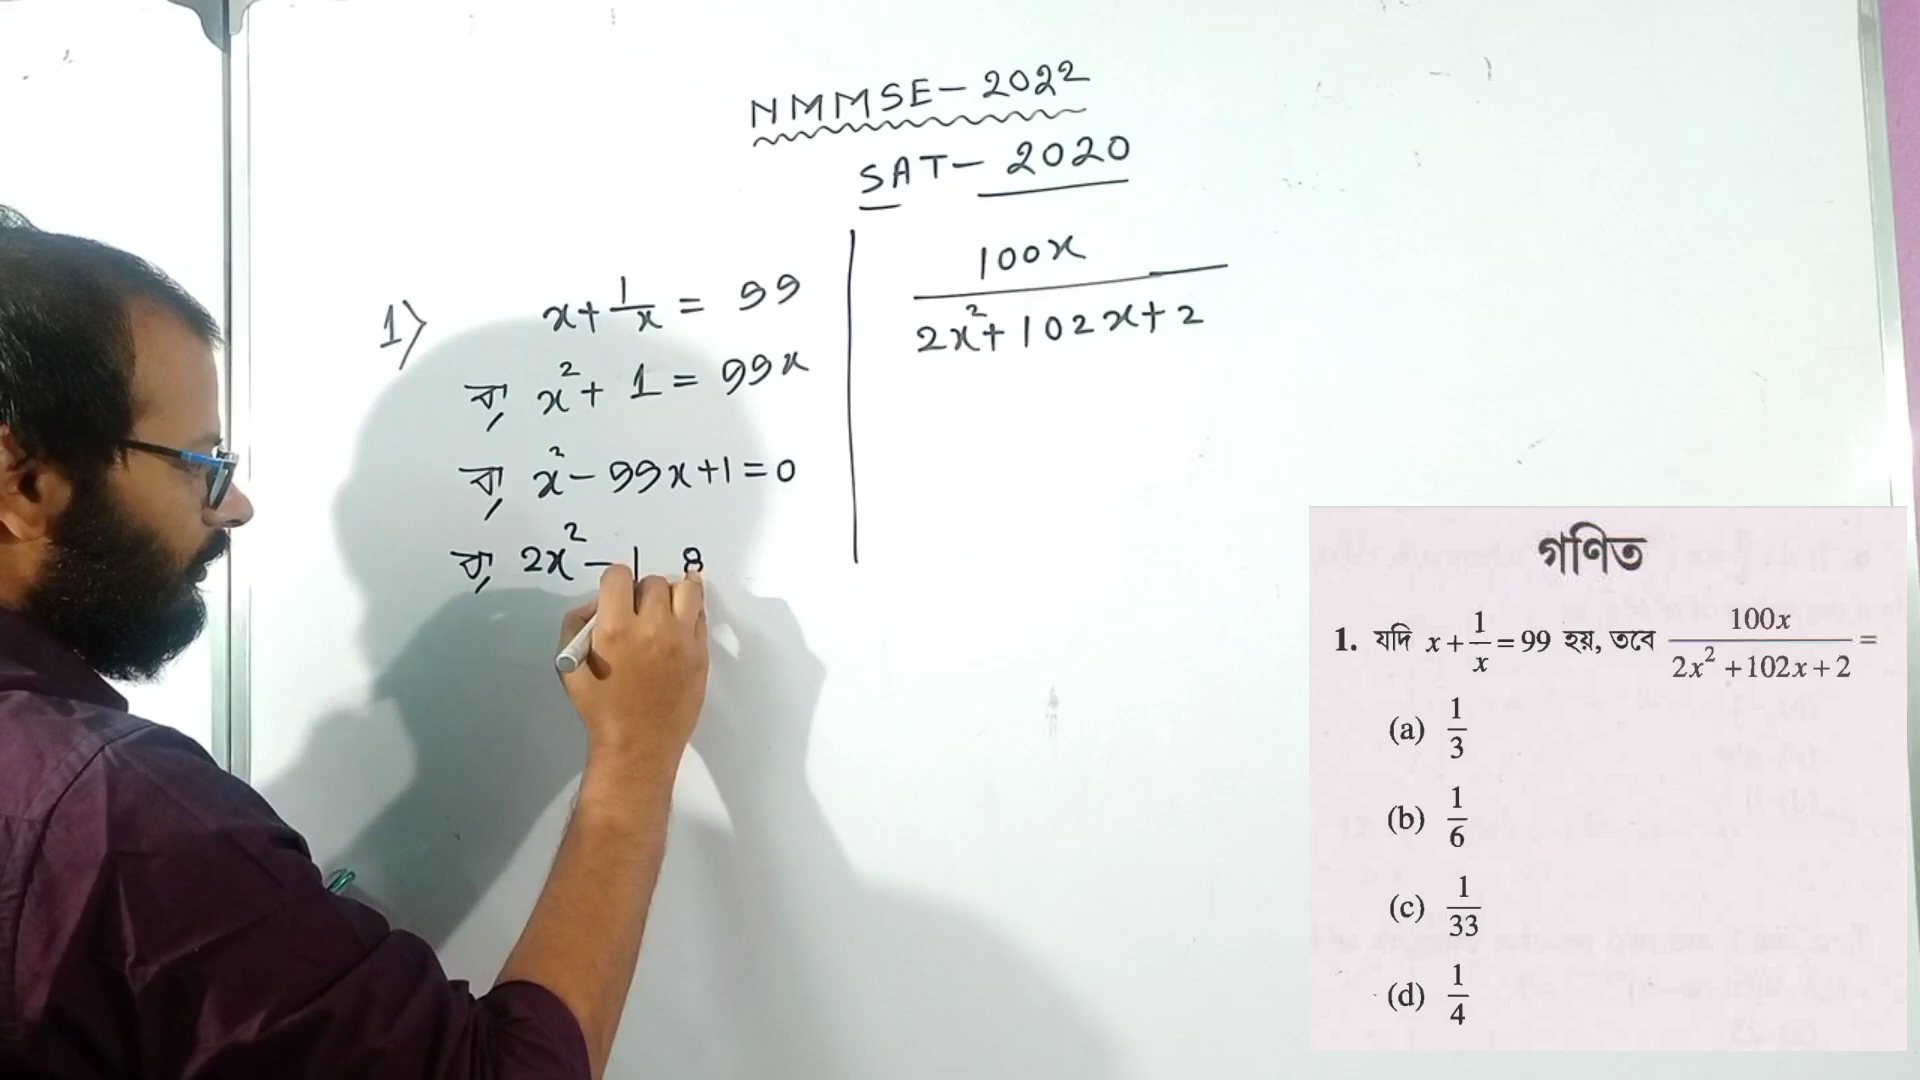 NMMSE-2022
SAT-2020
1) x + 1/x = 99
বা, x² + 1 = 99x
বা, x² - 99x + 1 = 0
বা, 2x² - 1 8
100x / 2x² + 102x + 2
গণিত
1. যদি x + 1/x = 99 হয়, তবে 100x / 2x² + 102x + 2 =
(a) 1/3
(b) 1/6
(c) 1/33
(d) 1/4